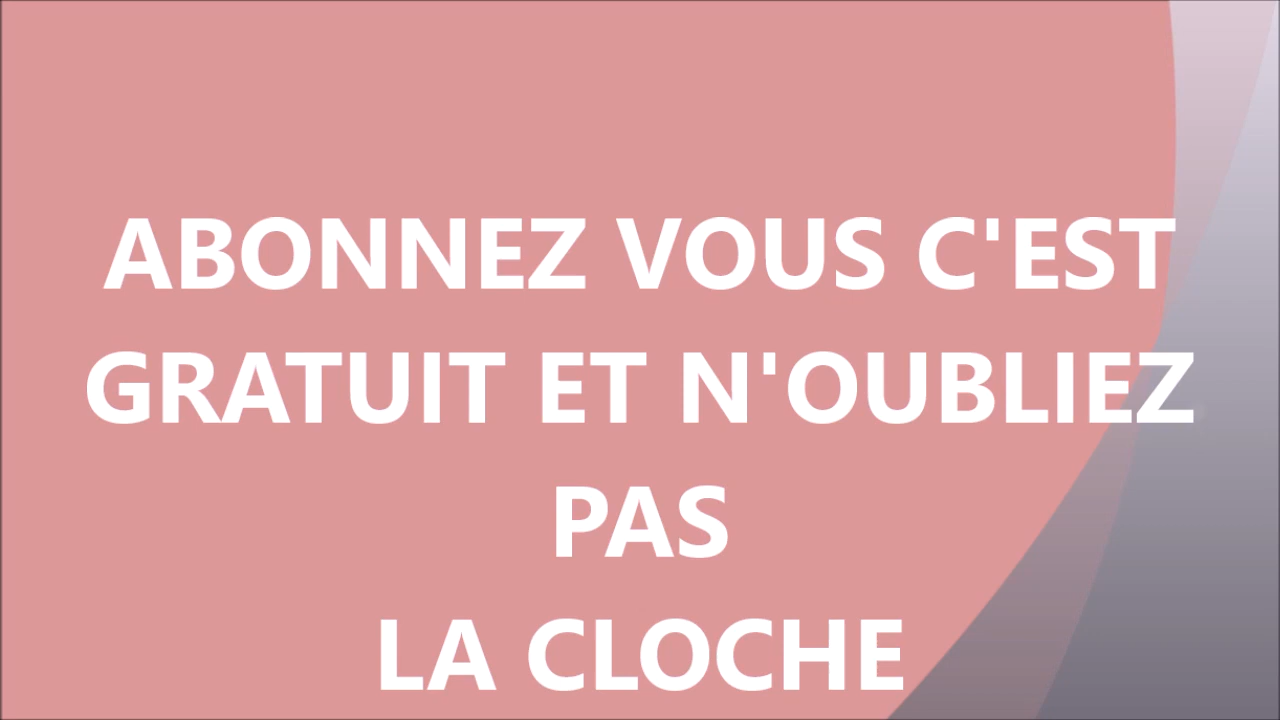 ABONNEZ VOUS C'EST
GRATUIT ET N'OUBLIEZ
PAS
LA CLOCHE